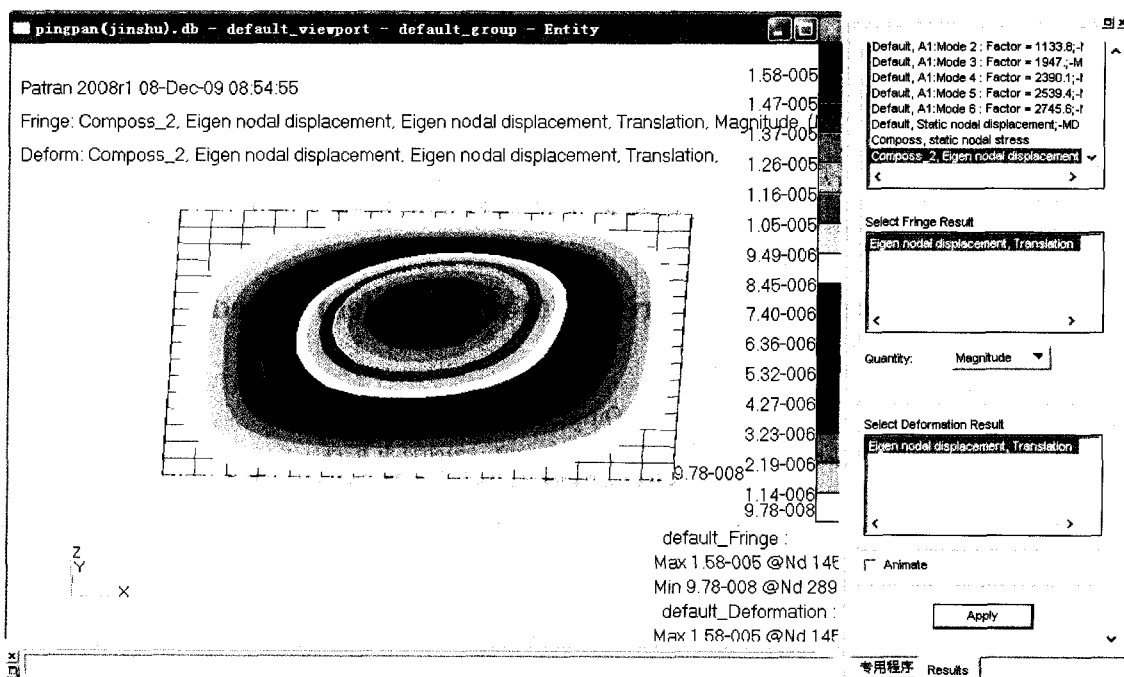 pingpan(jinshu).db - default_viewport - default_group - Entity
Patran 2008r1 08-Dec-09 08:54:55
Fringe: Composs_2, Eigen nodal displacement, Eigen nodal displacement, Translation, Magnitude,
Deform: Composs_2, Eigen nodal displacement, Eigen nodal displacement, Translation,
1.58-005
1.47-005
1.37-005
1.26-005
1.16-005
1.05-005
9.49-006
8.45-006
7.40-006
6.36-006
5.32-006
4.27-006
3.23-006
2.19-006
1.14-006
9.78-008
9.78-008
default_Fringe :
Max 1.58-005 @Nd 145
Min 9.78-008 @Nd 289
default_Deformation :
Max 1.58-005 @Nd 145
Z
Y
X
Default, A1:Mode 2 : Factor = 1133.8;-
Default, A1:Mode 3 : Factor = 1947.;-M
Default, A1:Mode 4 : Factor = 2390.1;-
Default, A1:Mode 5 : Factor = 2539.4;-
Default, A1:Mode 6 : Factor = 2745.6;-
Default, Static nodal displacement;-MD
Composs, static nodal stress
Composs_2, Eigen nodal displacement
Select Fringe Result
Eigen nodal displacement, Translation
Quantity: Magnitude
Select Deformation Result
Eigen nodal displacement, Translation
Animate
Apply
专用程序 Results